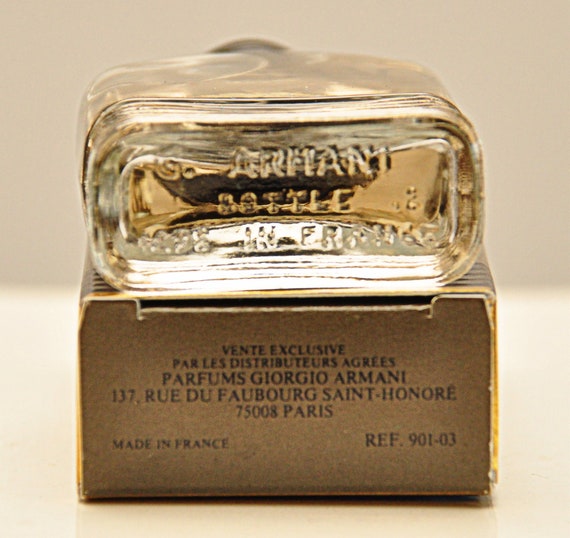 G. ARMANI
BOTTLE
MADE IN FRANCE
VENTE EXCLUSIVE
PAR LES DISTRIBUTEURS AGRÉES
PARFUMS GIORGIO ARMANI
137, RUE DU FAUBOURG SAINT-HONORÉ
75008 PARIS
MADE IN FRANCE REF. 901-03